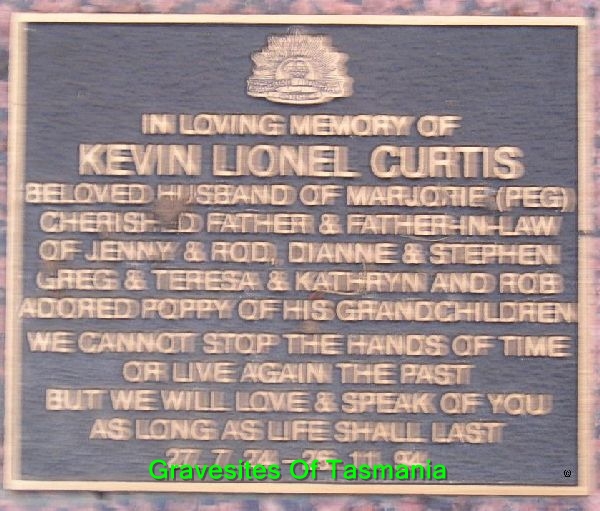 IN LOVING MEMORY OF
KEVIN LIONEL CURTIS
BELOVED HUSBAND OF MARJORIE (PEG)
CHERISHED FATHER & FATHER-IN-LAW
OF JENNY & ROD, DIANNE & STEPHEN
GREG & TERESA & KATHRYN AND ROB
ADORED POPPY OF HIS GRANDCHILDREN
WE CANNOT STOP THE HANDS OF TIME
OR LIVE AGAIN THE PAST
BUT WE WILL LOVE & SPEAK OF YOU
AS LONG AS LIFE SHALL LAST
Gravesites Of Tasmania